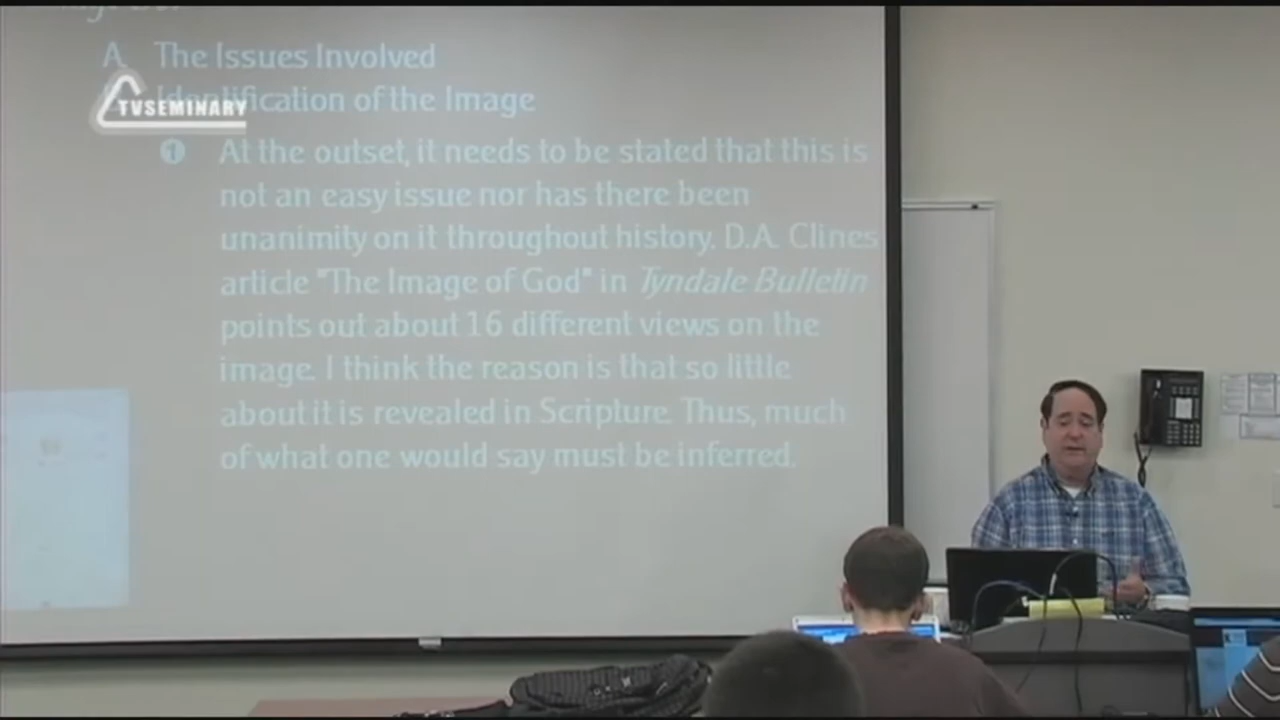 A. The Issues Involved
TVSEMINARY
Identification of the Image
1 At the outset, it needs to be stated that this is
not an easy issue nor has there been
unanimity on it throughout history. D.A. Clines
article "The Image of God" in Tyndale Bulletin
points out about 16 different views on the
image. I think the reason is that so little
about it is revealed in Scripture. Thus, much
of what one would say must be inferred.